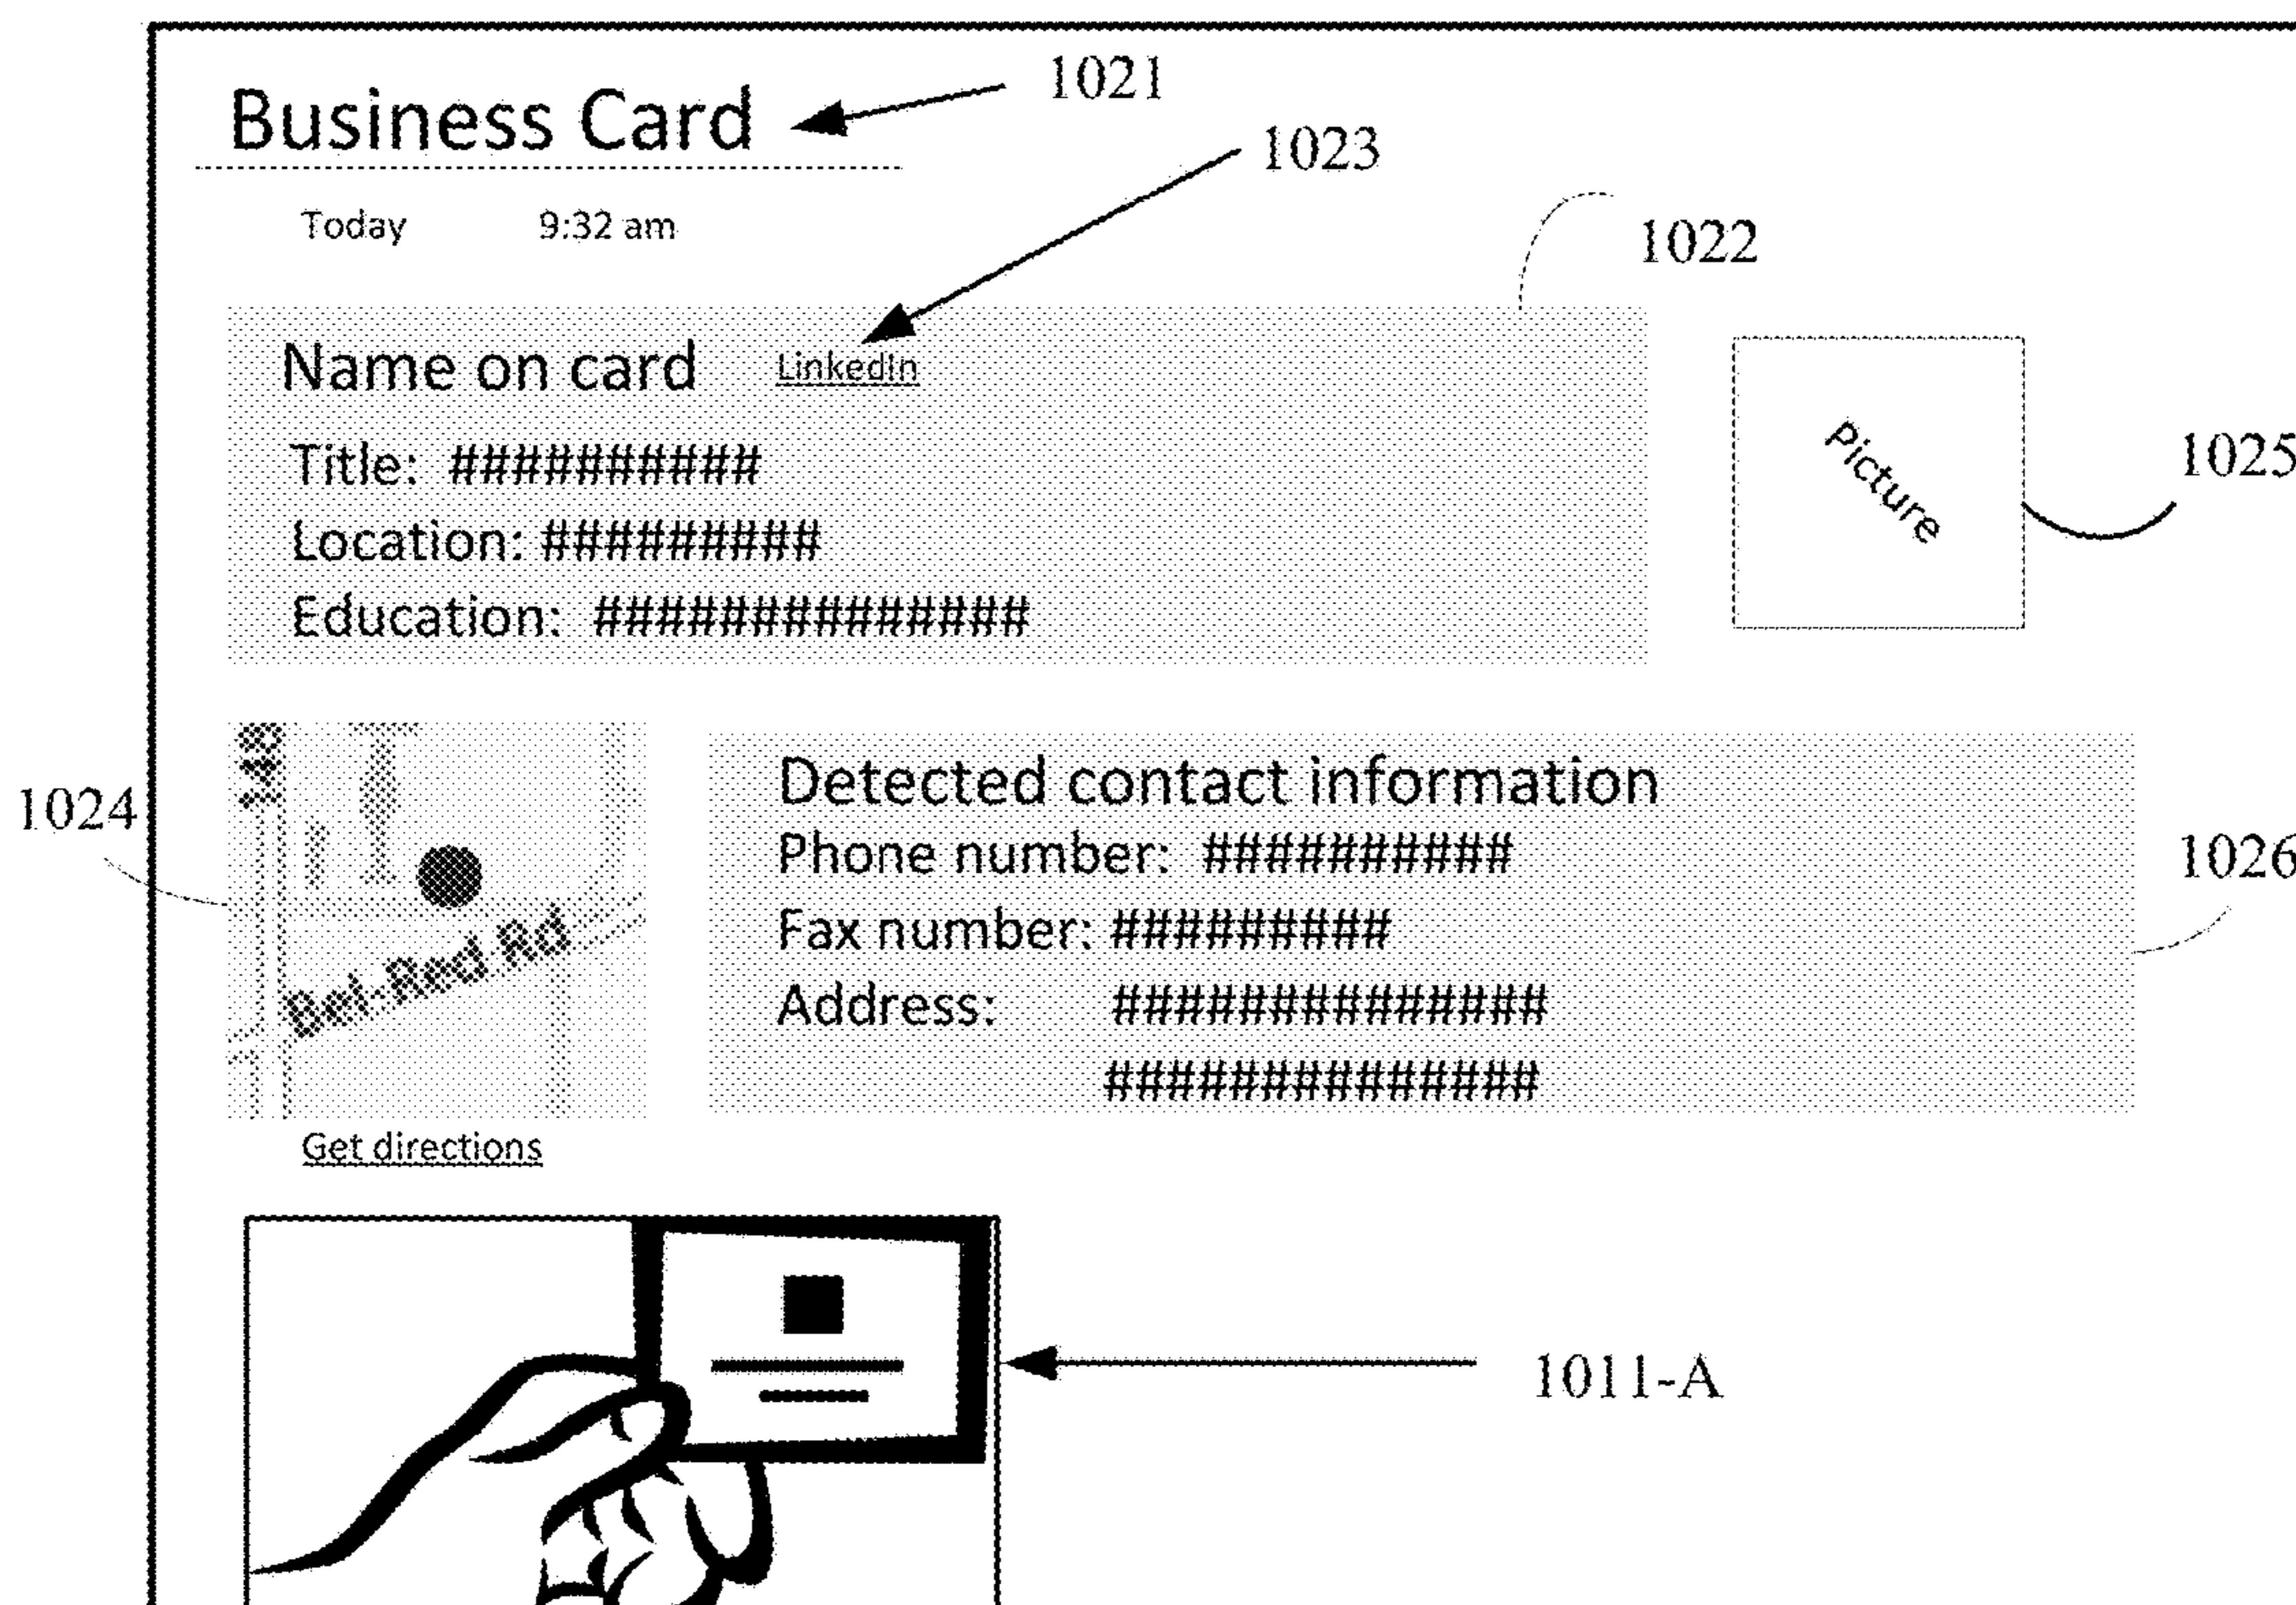 Business Card
1021
1023
Today 9:32 am
1022
Name on card LinkedIn
Title: ##########
Location: #########
Education: ##############
Picture
1025
148
Bel-Red Rd
1024
Get directions
Detected contact information
Phone number: ##########
Fax number: #########
Address: ##############
##############
1026
1011-A